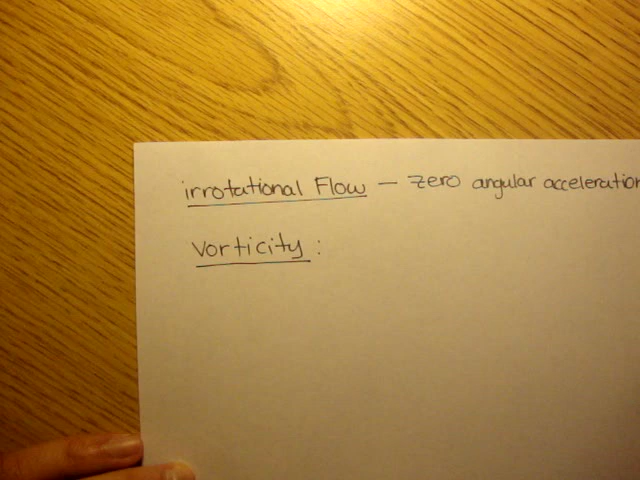 irrotational Flow — zero angular acceleration
Vorticity :